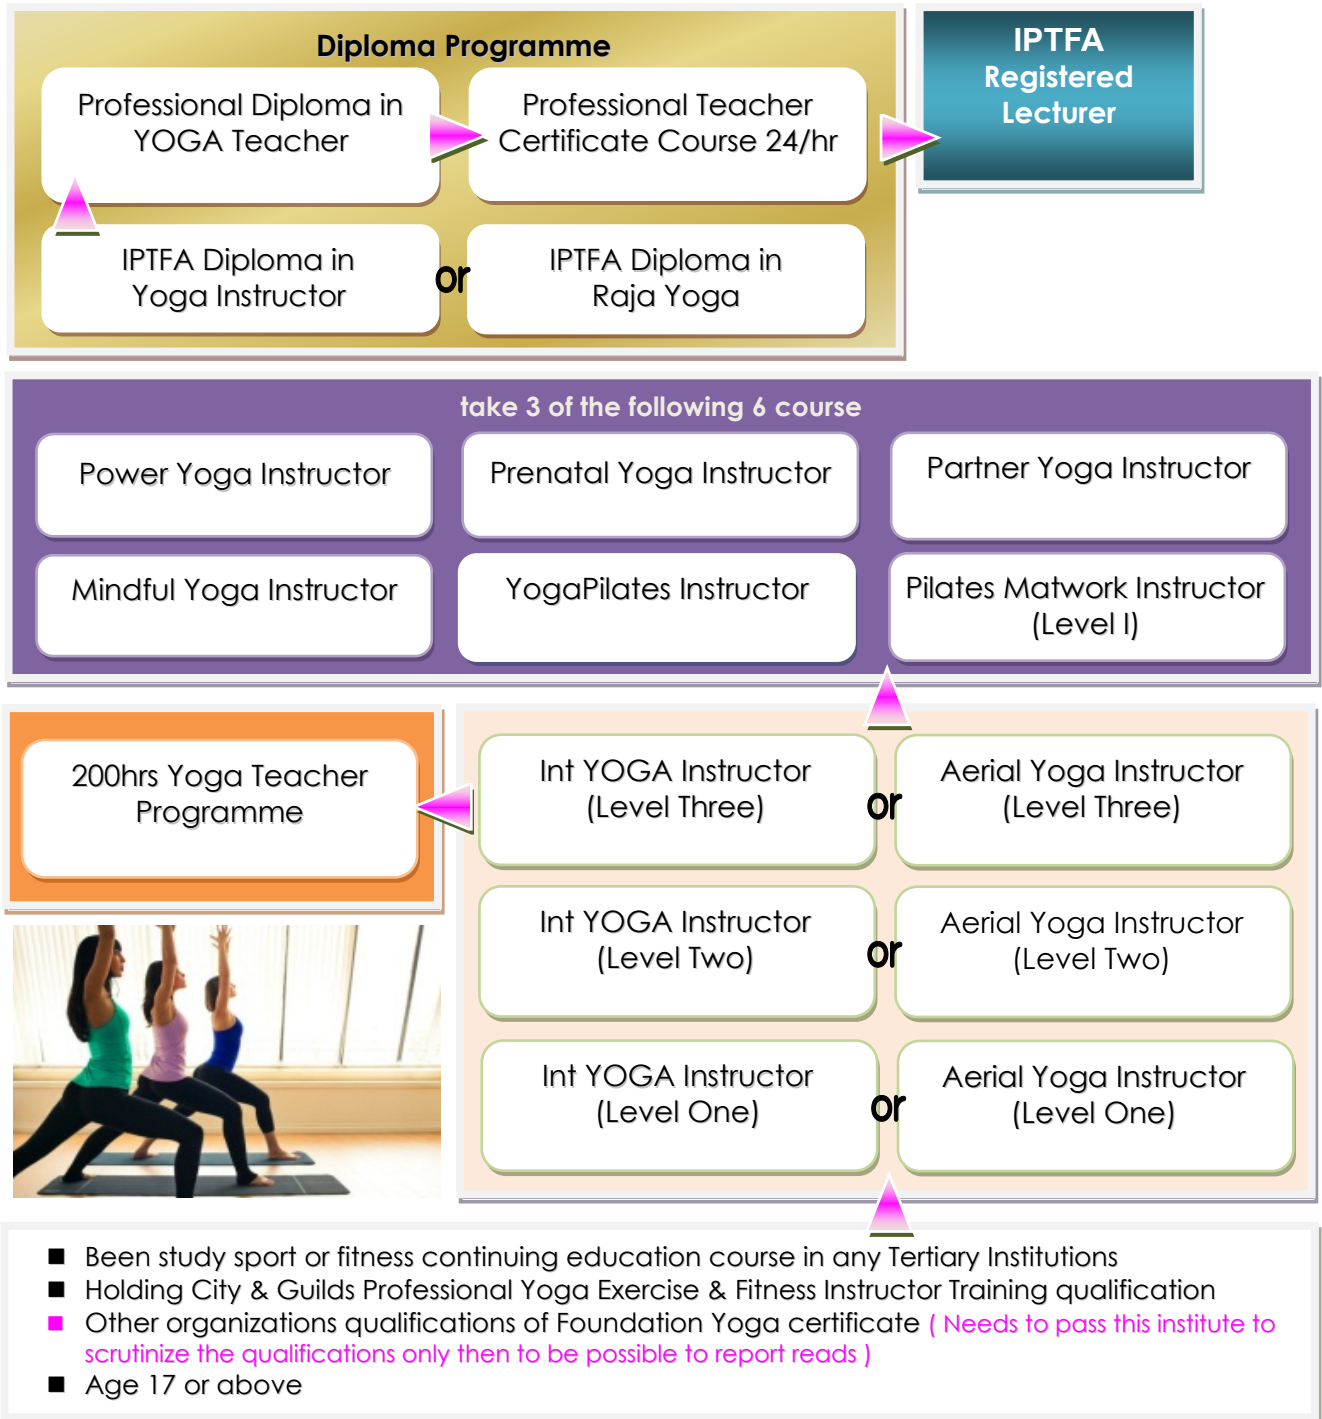 Diploma Programme
Professional Diploma in
YOGA Teacher
Professional Teacher
Certificate Course 24/hr
IPTFA
Registered
Lecturer
IPTFA Diploma in
Yoga Instructor
or
IPTFA Diploma in
Raja Yoga
take 3 of the following 6 course
Power Yoga Instructor
Prenatal Yoga Instructor
Partner Yoga Instructor
Mindful Yoga Instructor
YogaPilates Instructor
Pilates Matwork Instructor
(Level I)
200hrs Yoga Teacher
Programme
Int YOGA Instructor
(Level Three)
or
Aerial Yoga Instructor
(Level Three)
Int YOGA Instructor
(Level Two)
or
Aerial Yoga Instructor
(Level Two)
Int YOGA Instructor
(Level One)
or
Aerial Yoga Instructor
(Level One)
Been study sport or fitness continuing education course in any Tertiary Institutions
Holding City & Guilds Professional Yoga Exercise & Fitness Instructor Training qualification
Other organizations qualifications of Foundation Yoga certificate ( Needs to pass this institute to
scrutinize the qualifications only then to be possible to report reads )
Age 17 or above